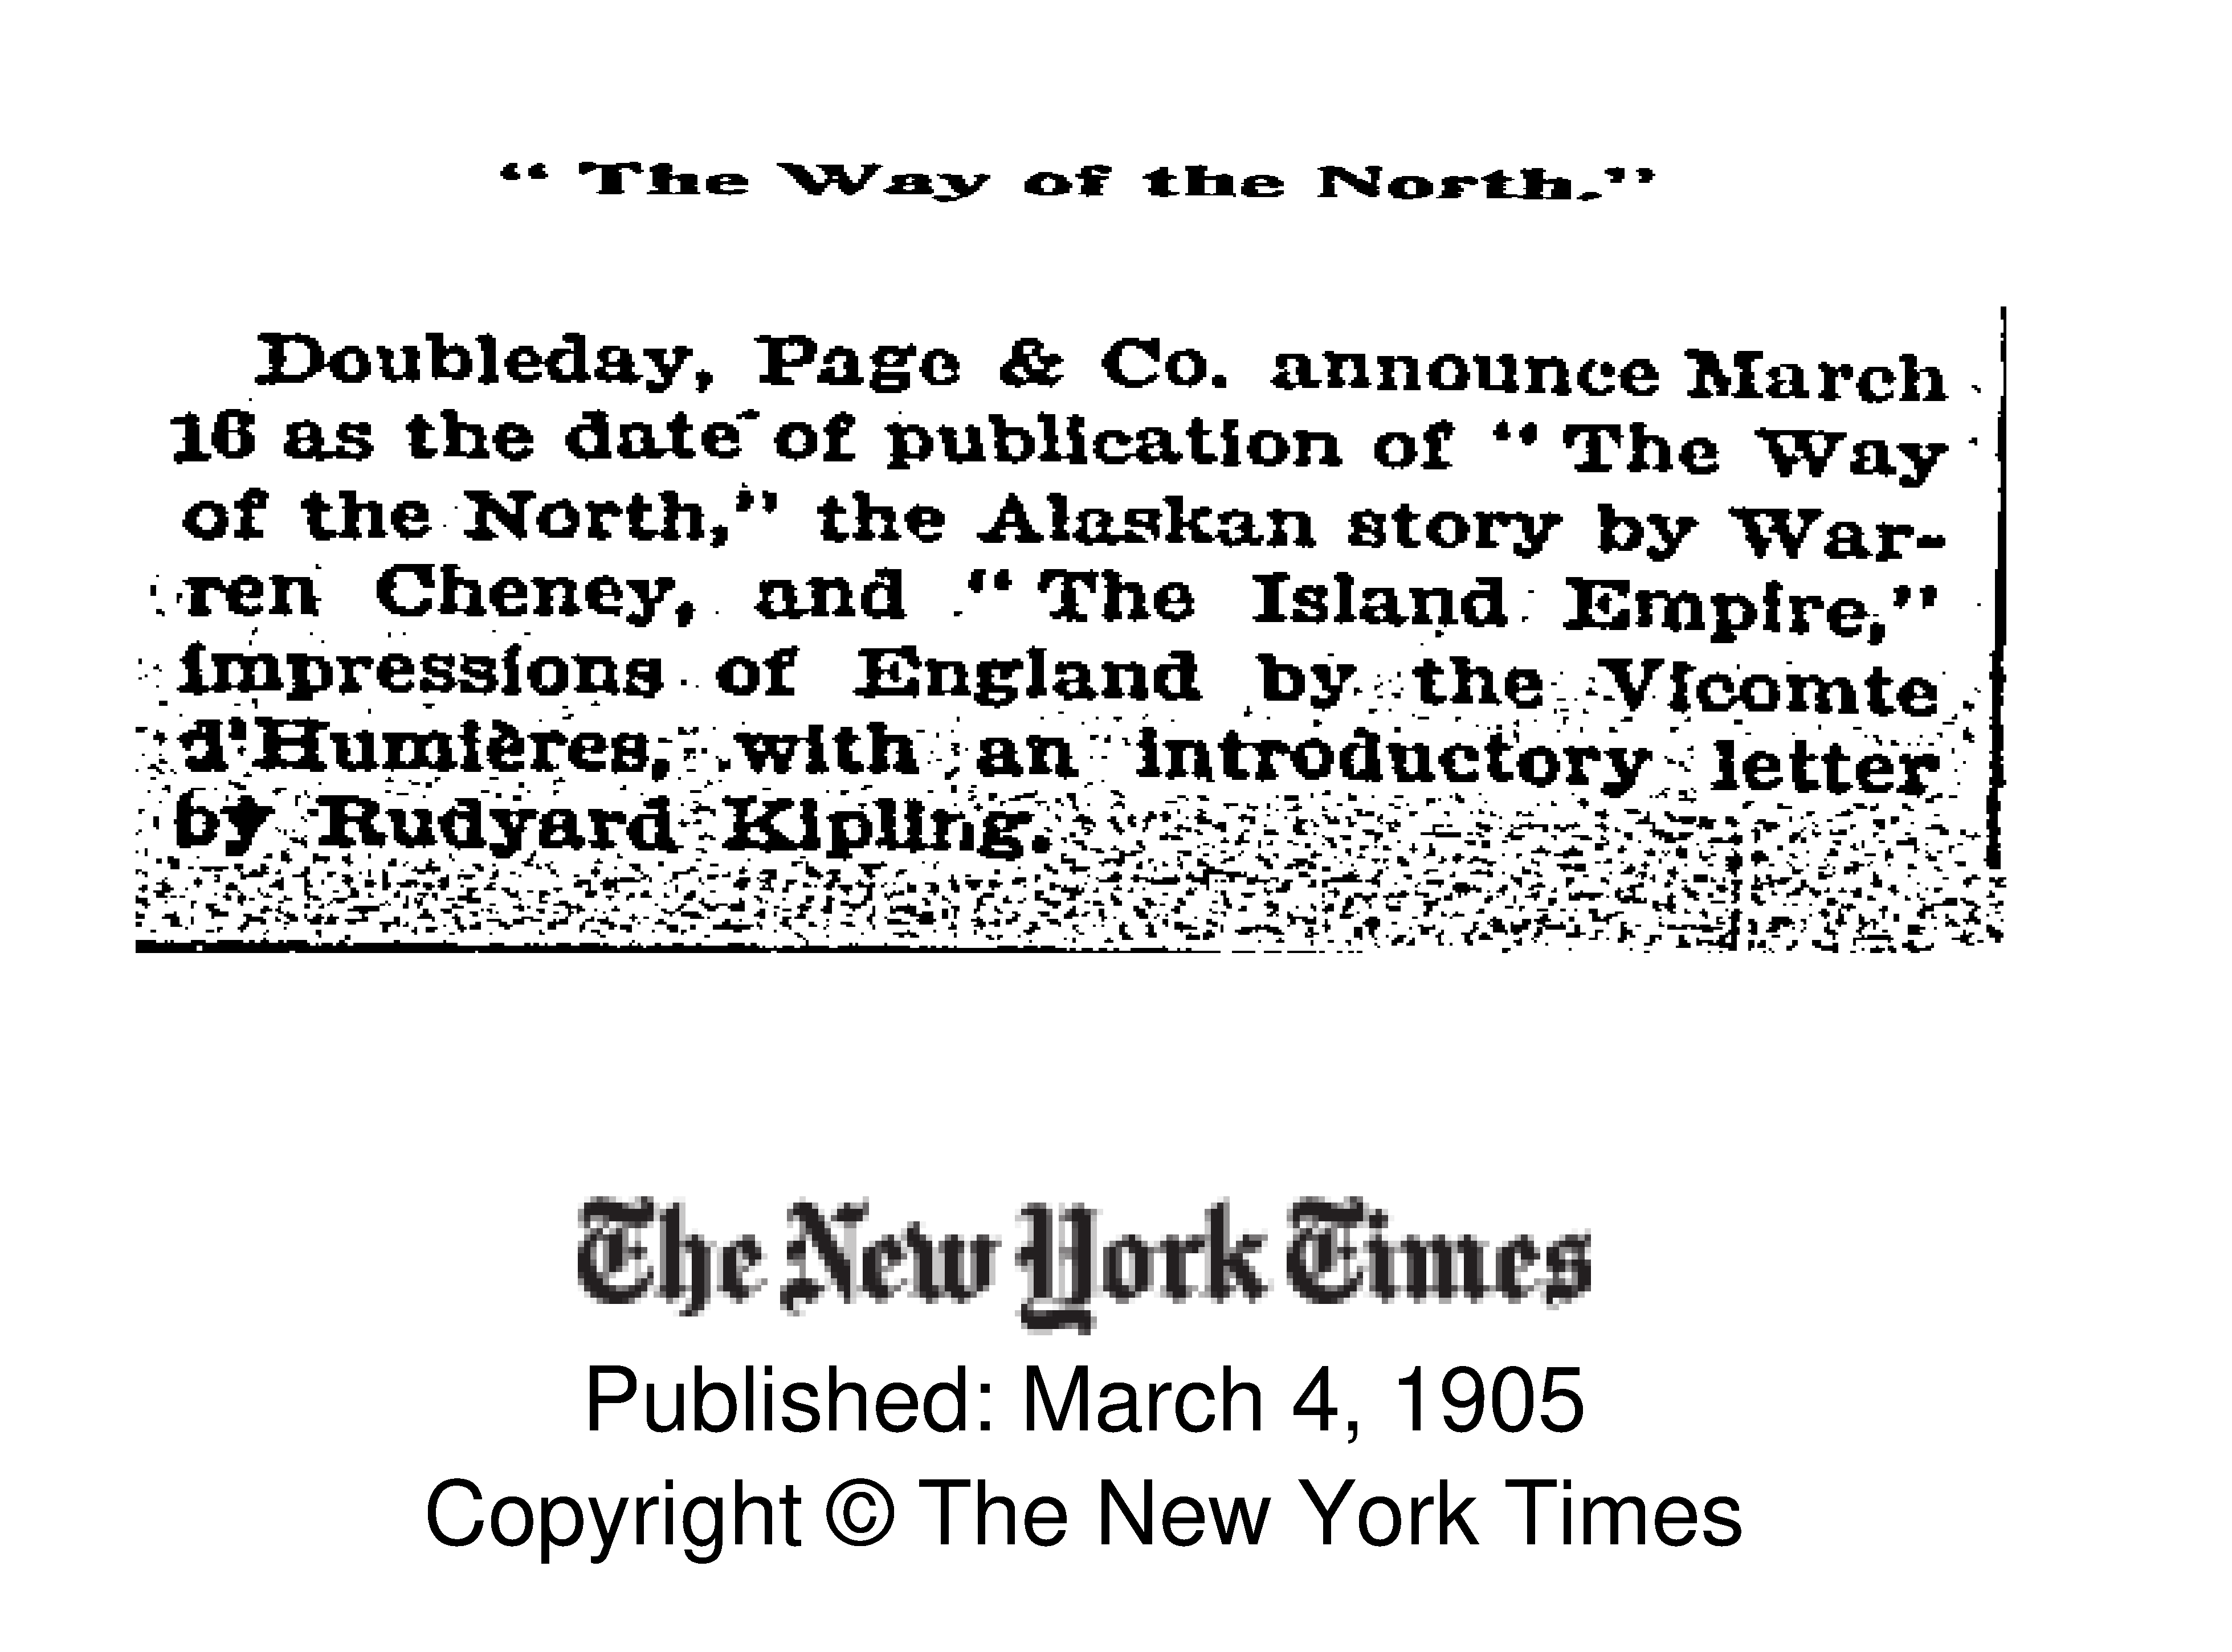 “ The Way of the North.”
Doubleday, Page & Co. announce March
16 as the date of publication of “ The Way
of the North,” the Alaskan story by War-
ren Cheney, and “ The Island Empire,”
impressions of England by the Vicomte
d'Humières, with an introductory letter
by Rudyard Kipling.
The New York Times
Published: March 4, 1905
Copyright © The New York Times